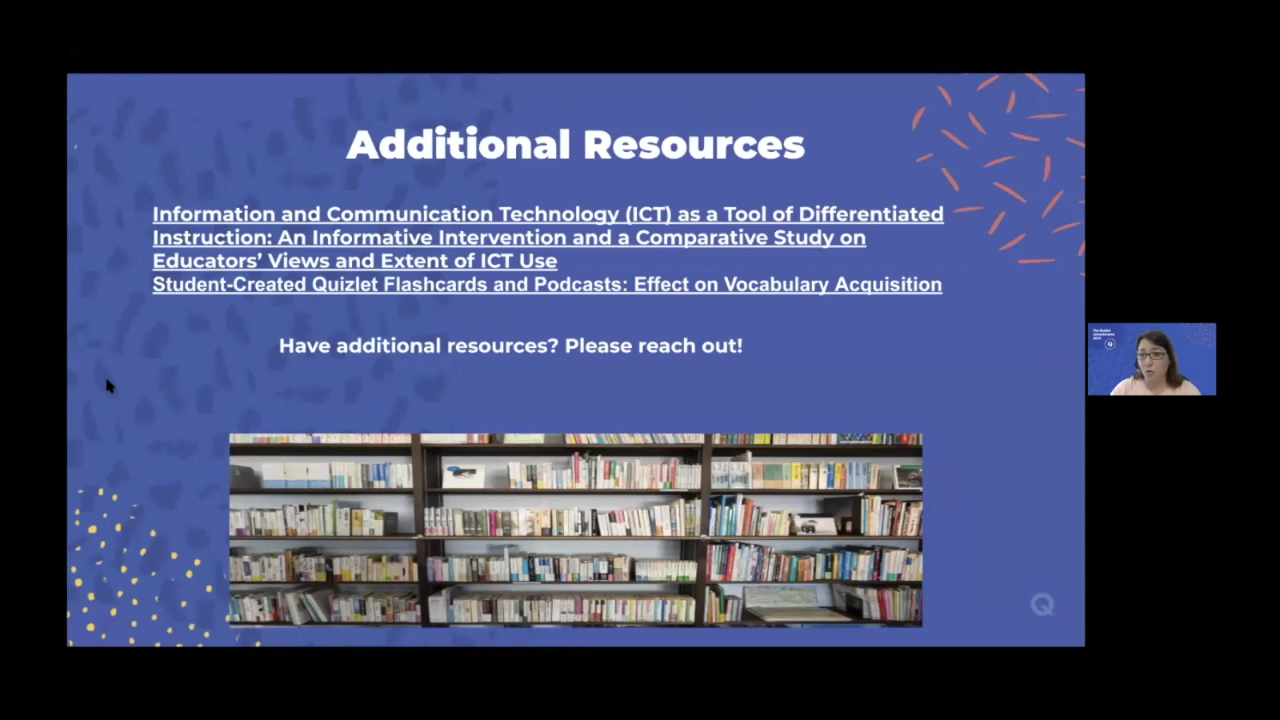 Additional Resources
Information and Communication Technology (ICT) as a Tool of Differentiated
Instruction: An Informative Intervention and a Comparative Study on
Educators’ Views and Extent of ICT Use
Student-Created Quizlet Flashcards and Podcasts: Effect on Vocabulary Acquisition
Have additional resources? Please reach out!
Q